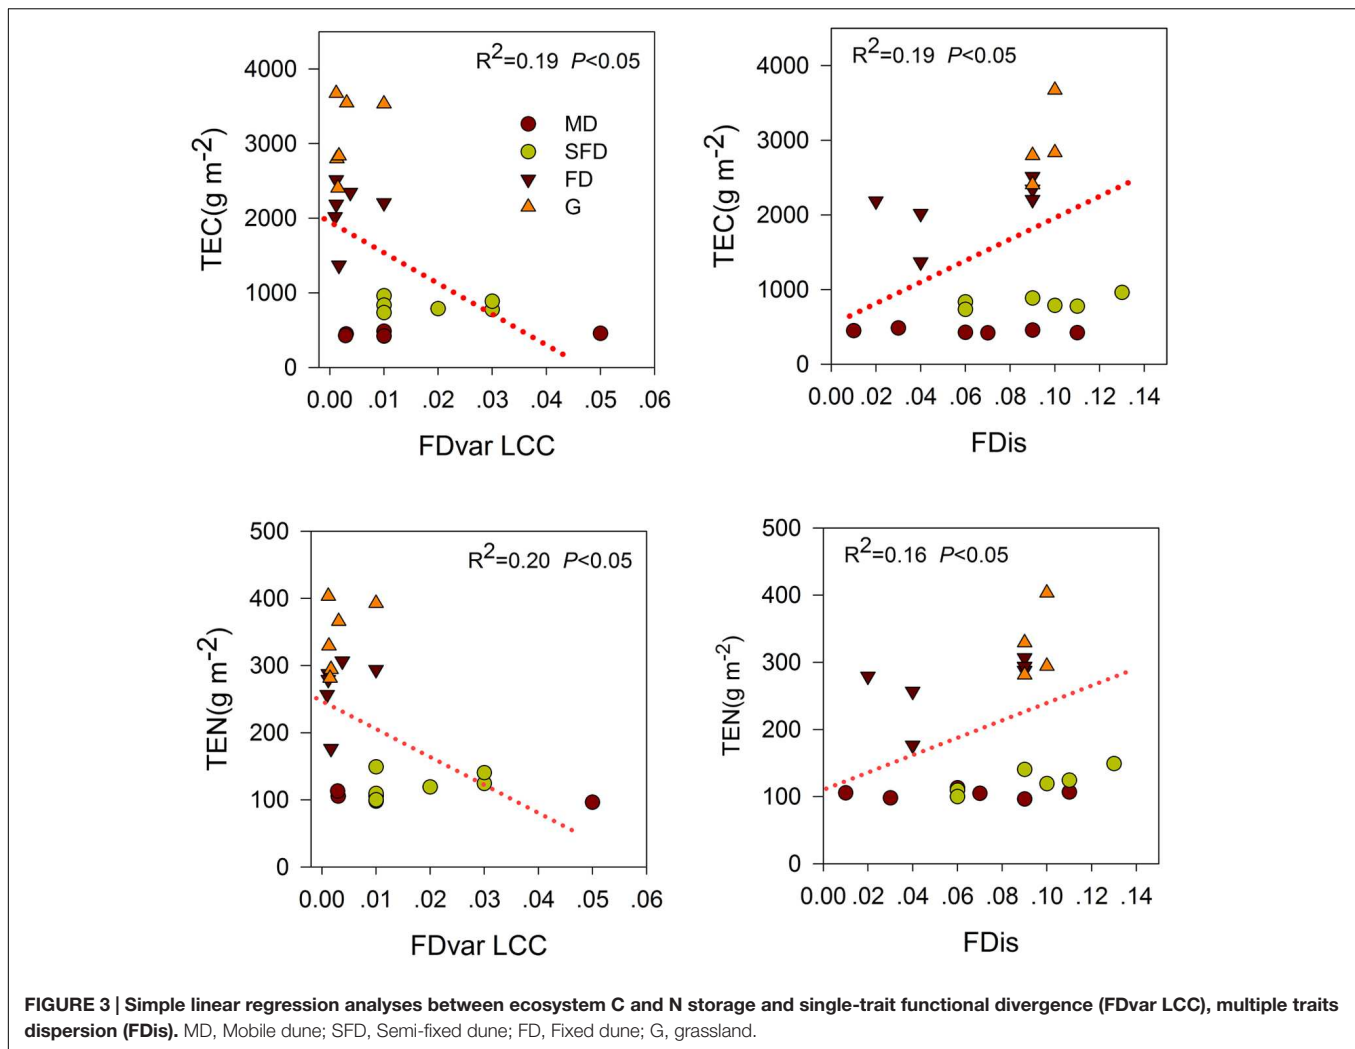 R2=0.19 P<0.05
4000
3000
2000
1000
0
TEC(g m-2)
MD
SFD
FD
G
0.00 .01 .02 .03 .04 .05 .06
FDvar LCC
R2=0.19 P<0.05
4000
3000
2000
1000
0
TEC(g m-2)
0.00 .02 .04 .06 .08 .10 .12 .14
FDis
R2=0.20 P<0.05
500
400
300
200
100
0
TEN(g m-2)
0.00 .01 .02 .03 .04 .05 .06
FDvar LCC
R2=0.16 P<0.05
500
400
300
200
100
0
TEN(g m-2)
0.00 .02 .04 .06 .08 .10 .12 .14
FDis
FIGURE 3 | Simple linear regression analyses between ecosystem C and N storage and single-trait functional divergence (FDvar LCC), multiple traits
dispersion (FDis). MD, Mobile dune; SFD, Semi-fixed dune; FD, Fixed dune; G, grassland.